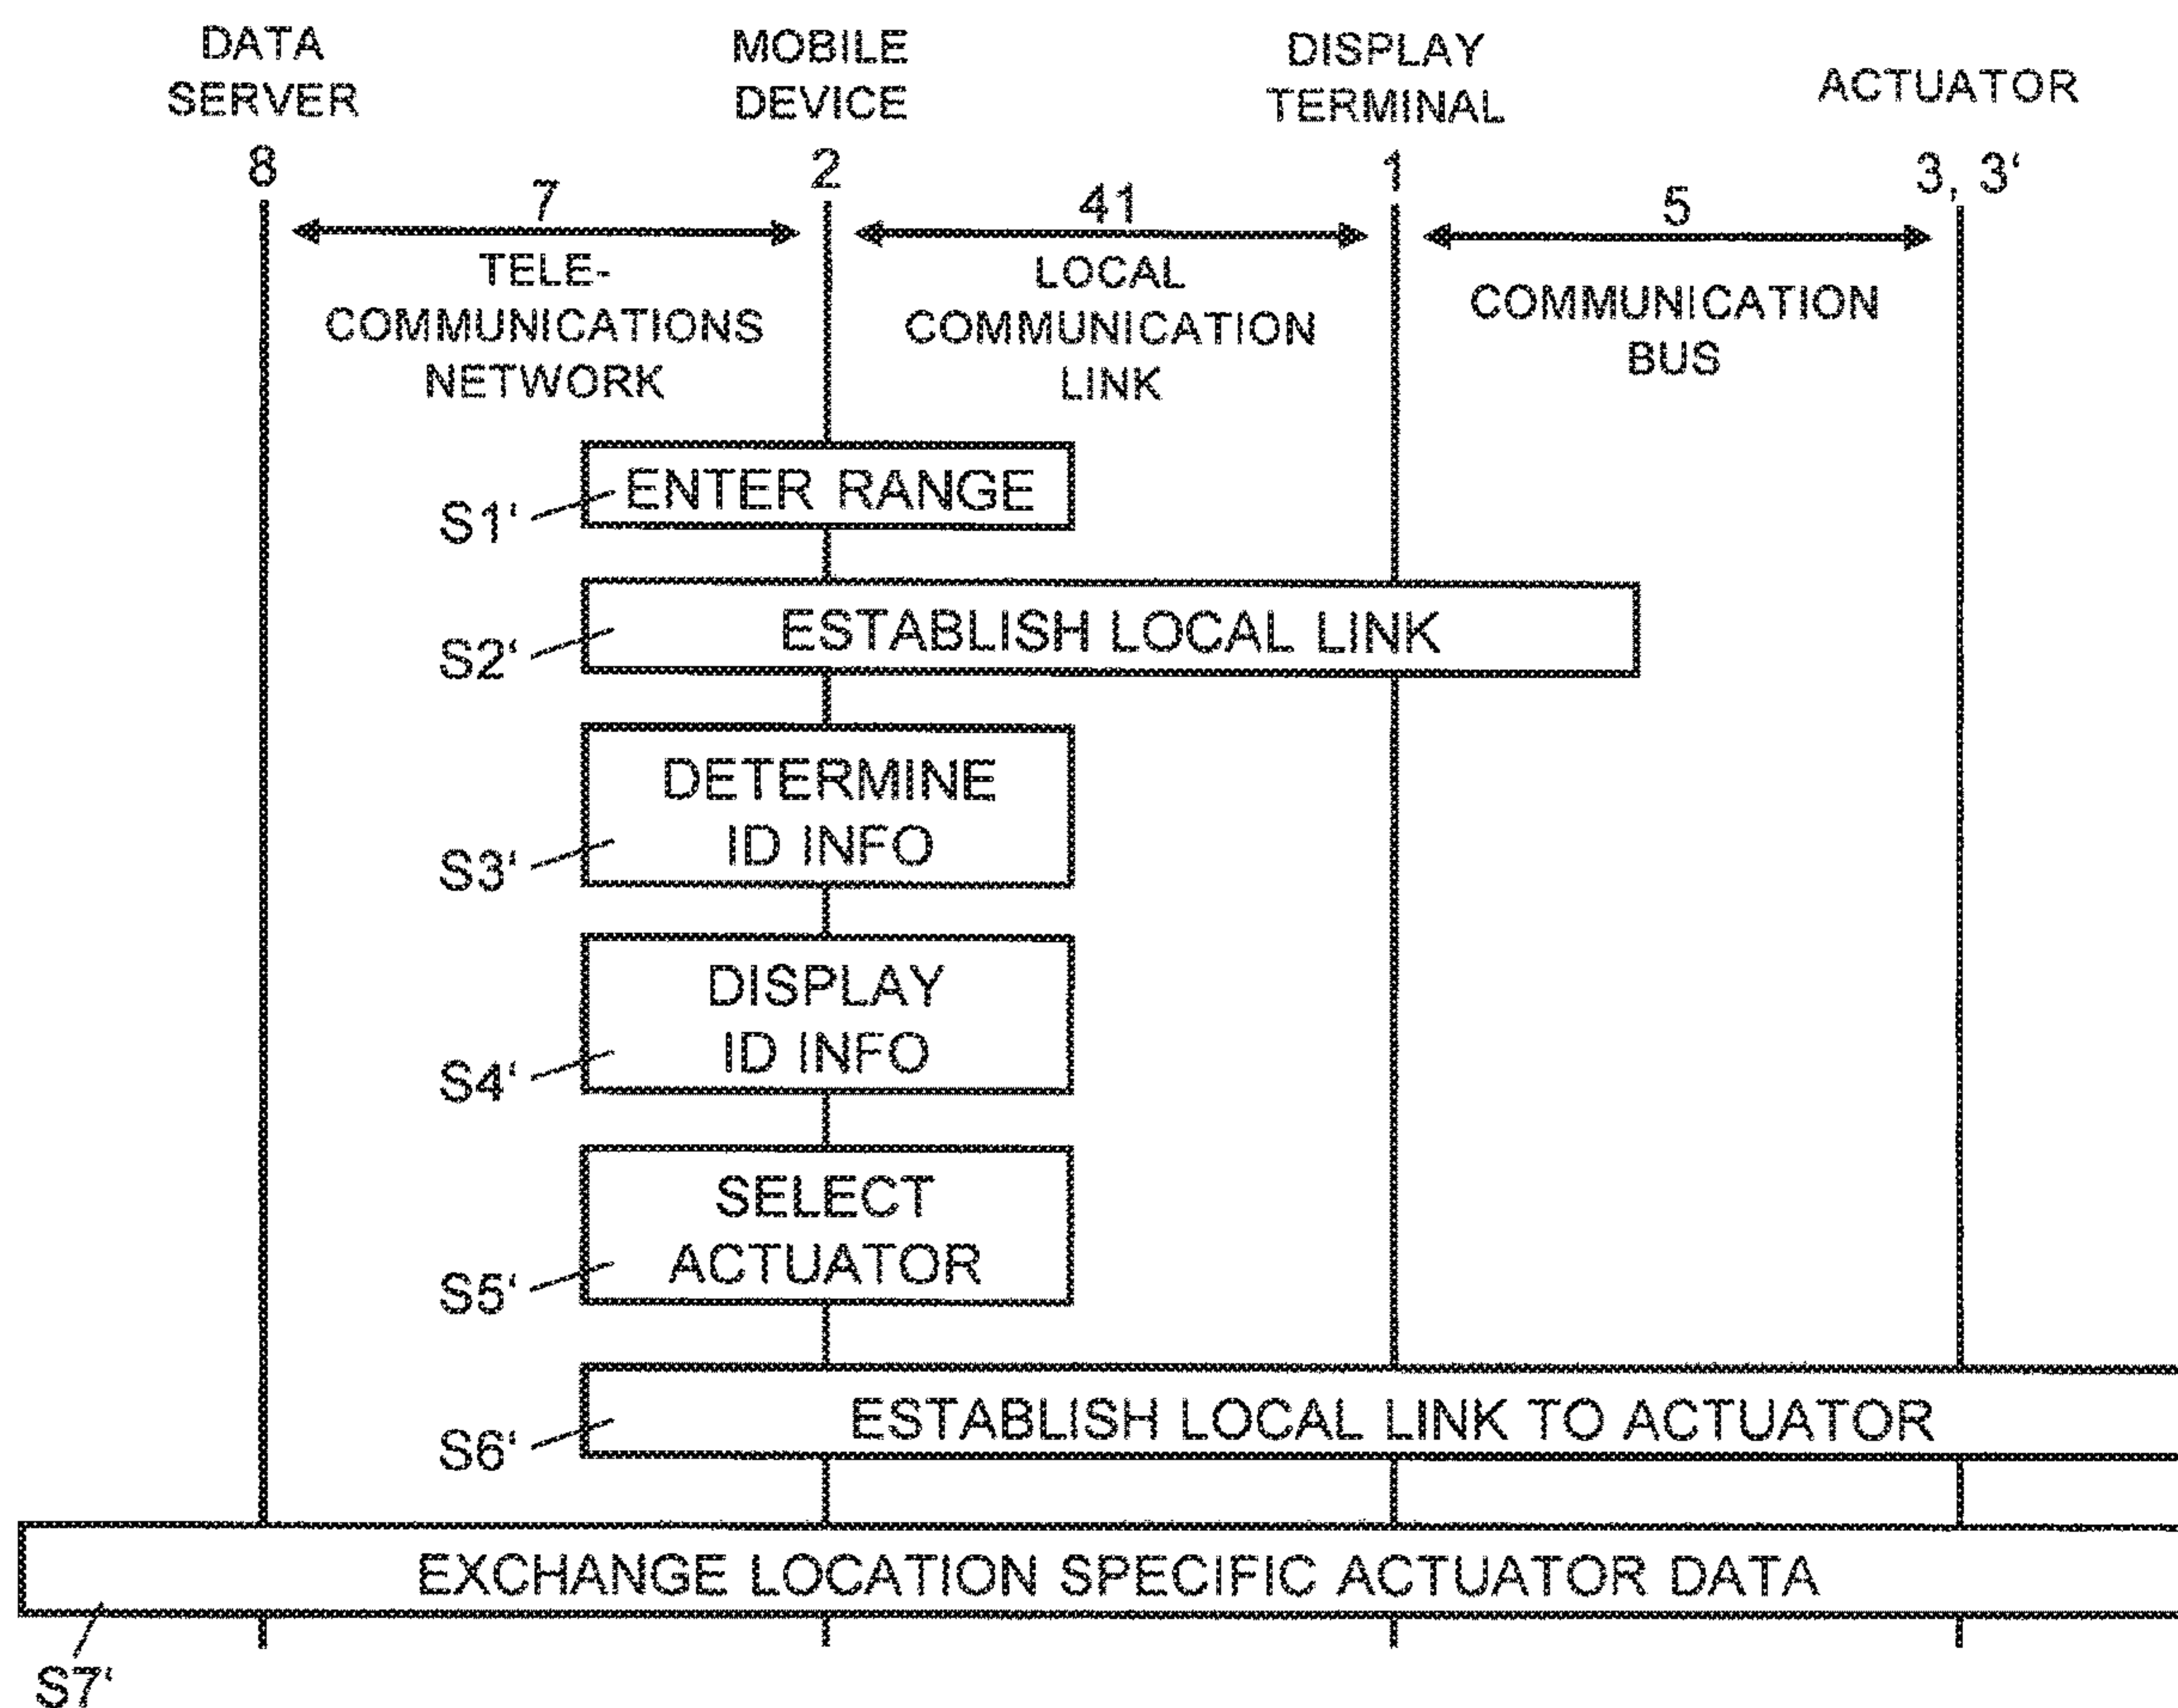 DATA
SERVER
8
MOBILE
DEVICE
2
DISPLAY
TERMINAL
1
ACTUATOR
3, 3‘
7
TELE-
COMMUNICATIONS
NETWORK
41
LOCAL
COMMUNICATION
LINK
5
COMMUNICATION
BUS
S1‘
ENTER RANGE
S2‘
ESTABLISH LOCAL LINK
S3‘
DETERMINE
ID INFO
S4‘
DISPLAY
ID INFO
S5‘
SELECT
ACTUATOR
S6‘
ESTABLISH LOCAL LINK TO ACTUATOR
EXCHANGE LOCATION SPECIFIC ACTUATOR DATA
S7‘